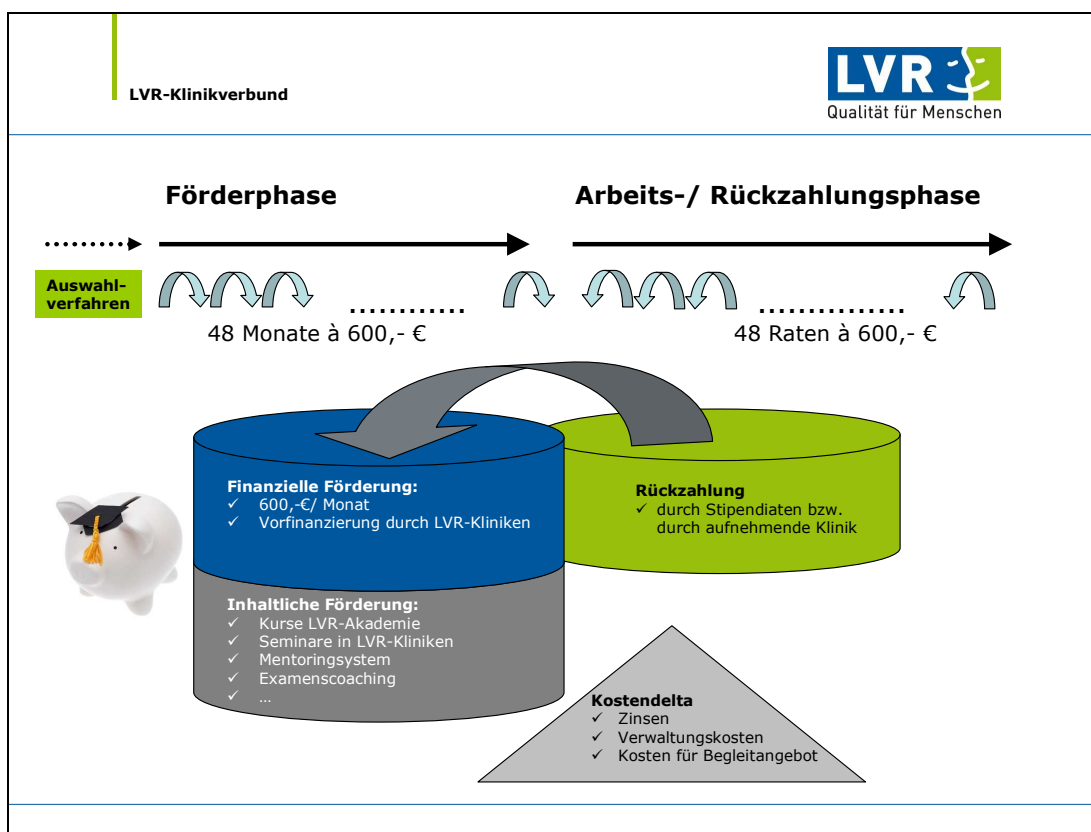 LVR-Klinikverbund
LVR
Qualität für Menschen
Förderphase
Arbeits-/ Rückzahlungsphase
Auswahl-
verfahren
............
...............
48 Monate à 600,- €
48 Raten à 600,- €
Finanzielle Förderung:
✓ 600,-€/ Monat
✓ Vorfinanzierung durch LVR-Kliniken
Rückzahlung
✓ durch Stipendiaten bzw.
durch aufnehmende Klinik
Inhaltliche Förderung:
✓ Kurse LVR-Akademie
✓ Seminare in LVR-Kliniken
✓ Mentoringsystem
✓ Examenscoaching
✓ …
Kostendelta
✓ Zinsen
✓ Verwaltungskosten
✓ Kosten für Begleitangebot